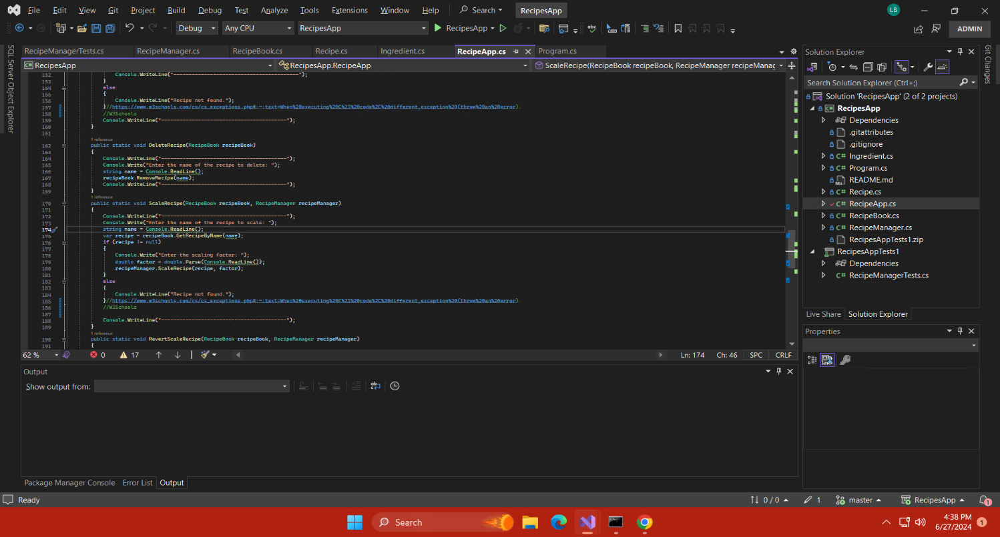 File Edit View Git Project Build Debug Test Analyze Tools Extensions Window Help Search RecipesApp LB
Debug Any CPU RecipesApp RecipesApp ADMIN
SQL Server Object Explorer
RecipeManagerTests.cs RecipeManager.cs RecipeBook.cs Recipe.cs Ingredient.cs RecipeApp.cs Program.cs
RecipesApp RecipesApp.RecipeApp ScaleRecipe(RecipeBook recipeBook, RecipeManager recipeManag
152 Console.WriteLine("-----------------------------------------");
153 }
154 else
155 {
156 Console.WriteLine("Recipe not found.");
157 }//https://www.w3schools.com/cs/cs_exceptions.php#:~:text=When%20executing%20C%23%20code%2C%20different,exception%20(throw%20an%20error).
158 //W3Schools
159 Console.WriteLine("-----------------------------------------");
160 }
161
1 reference
162 public static void DeleteRecipe(RecipeBook recipeBook)
163 {
164 Console.WriteLine("-----------------------------------------");
165 Console.Write("Enter the name of the recipe to delete: ");
166 string name = Console.ReadLine();
167 recipeBook.RemoveRecipe(name);
168 Console.WriteLine("-----------------------------------------");
169 }
1 reference
170 public static void ScaleRecipe(RecipeBook recipeBook, RecipeManager recipeManager)
171 {
172 Console.WriteLine("-----------------------------------------");
173 Console.Write("Enter the name of the recipe to scale: ");
174 string name = Console.ReadLine();
175 var recipe = recipeBook.GetRecipeByName(name);
176 if (recipe != null)
177 {
178 Console.Write("Enter the scaling factor: ");
179 double factor = double.Parse(Console.ReadLine());
180 recipeManager.ScaleRecipe(recipe, factor);
181 }
182 else
183 {
184 Console.WriteLine("Recipe not found.");
185 }//https://www.w3schools.com/cs/cs_exceptions.php#:~:text=When%20executing%20C%23%20code%2C%20different,exception%20(throw%20an%20error).
186 //W3Schools
187
188 Console.WriteLine("-----------------------------------------");
189 }
1 reference
190 public static void RevertScaleRecipe(RecipeBook recipeBook, RecipeManager recipeManager)
191 {
62 % 0 17 Ln: 174 Ch: 46 SPC CRLF
Output
Show output from:
Package Manager Console Error List Output
Solution Explorer
Search Solution Explorer (Ctrl+;)
Solution 'RecipesApp' (2 of 2 projects)
RecipesApp
Dependencies
.gitattributes
.gitignore
Ingredient.cs
Program.cs
README.md
Recipe.cs
RecipeApp.cs
RecipeBook.cs
RecipeManager.cs
RecipesAppTests1.zip
RecipesAppTests1
Dependencies
RecipeManagerTests.cs
Live Share Solution Explorer
Properties
Git Changes
Ready 0 / 0 1 master RecipesApp 1
Search 4:38 PM 1
6/27/2024